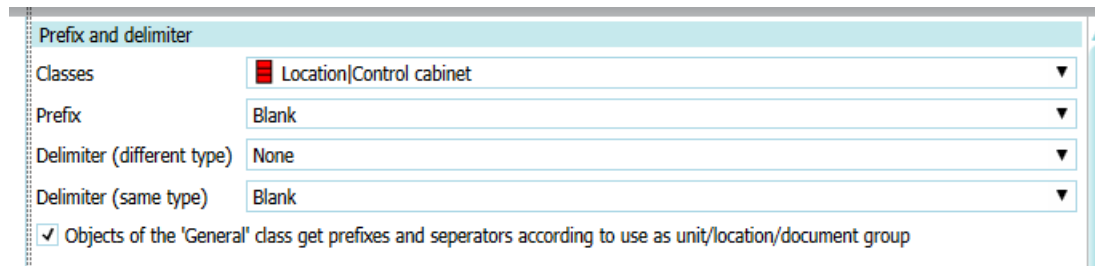 Prefix and delimiter
Classes Location|Control cabinet
Prefix Blank
Delimiter (different type) None
Delimiter (same type) Blank
Objects of the 'General' class get prefixes and seperators according to use as unit/location/document group